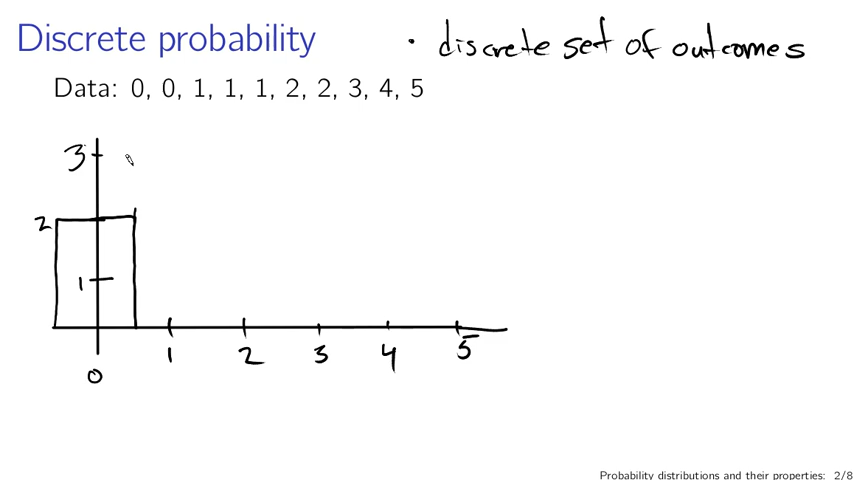 Discrete probability
· discrete set of outcomes
Data: 0, 0, 1, 1, 1, 2, 2, 3, 4, 5
3
2
1
1 2 3 4 5
0
Probability distributions and their properties: 2/8